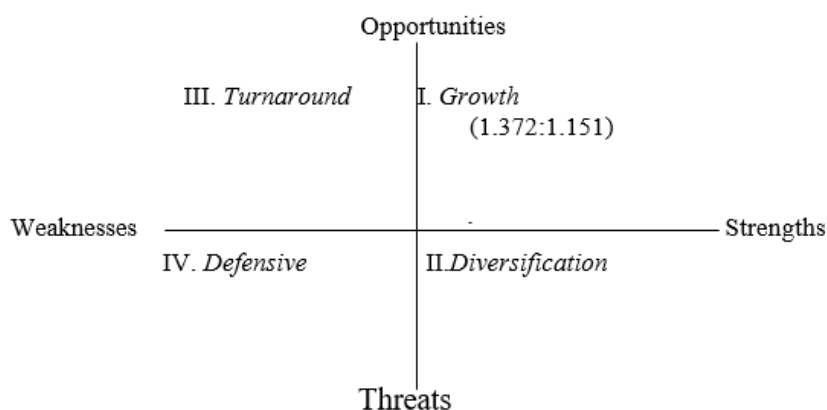 Opportunities
III. Turnaround
I. Growth
(1.372:1.151)
Weaknesses
Strengths
IV. Defensive
II.Diversification
Threats